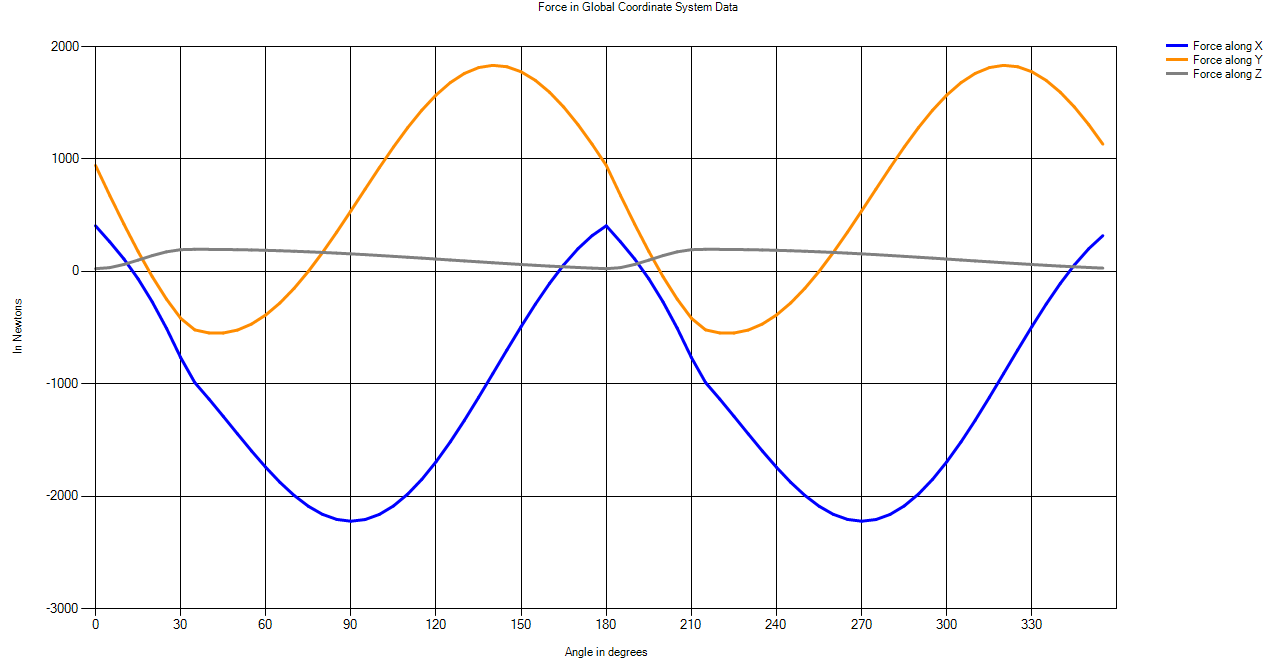 Force in Global Coordinate System Data
Force along X
Force along Y
Force along Z
2000
1000
0
-1000
-2000
-3000
In Newtons
0 30 60 90 120 150 180 210 240 270 300 330
Angle in degrees